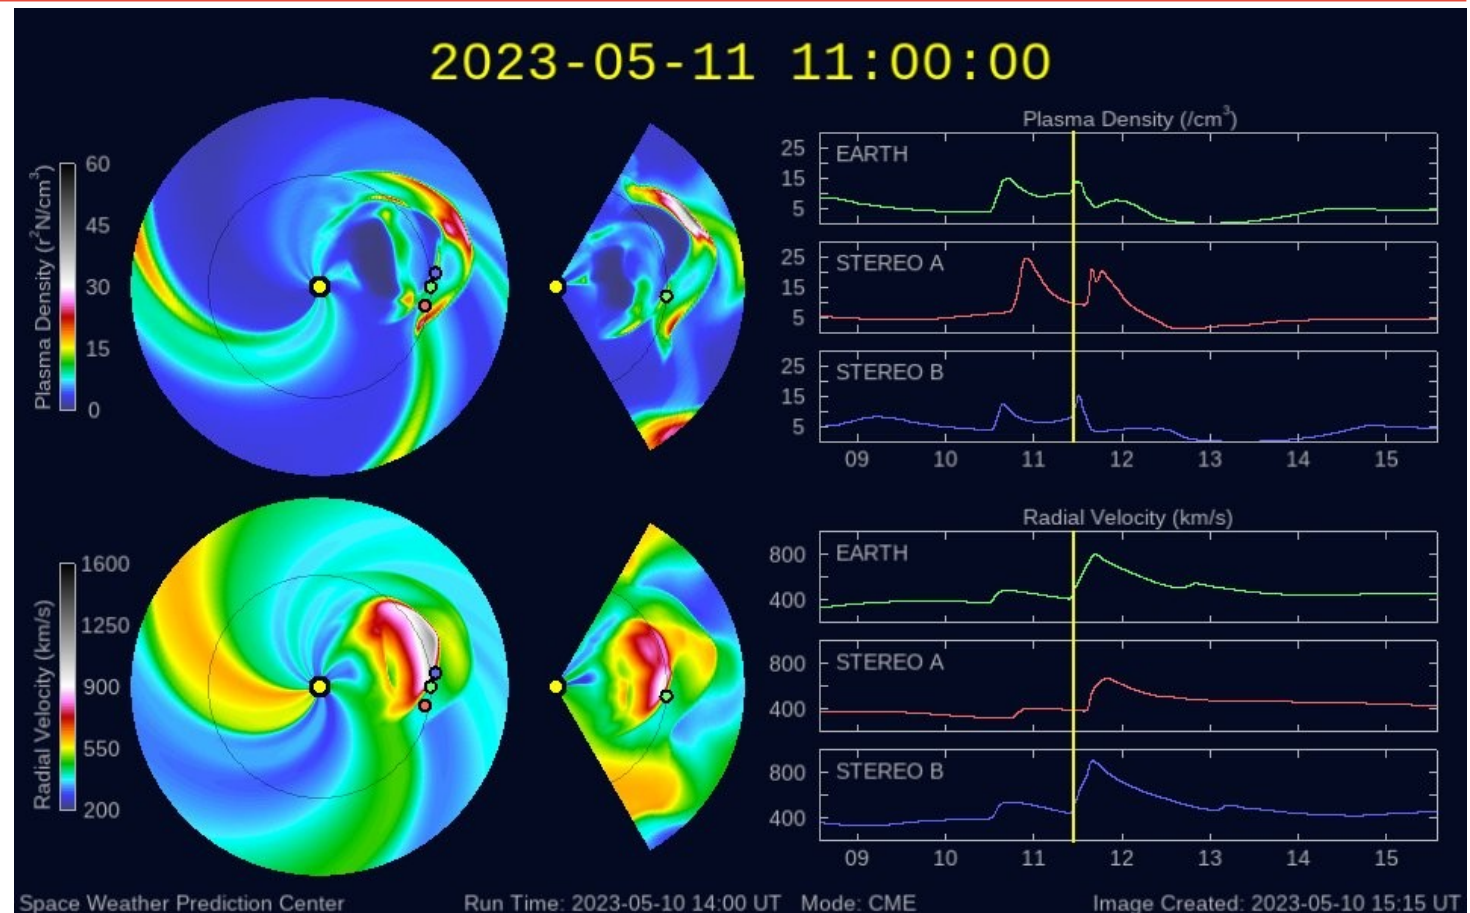 2023-05-11 11:00:00
Plasma Density (r²N/cm³)
60
45
30
15
0
Plasma Density (/cm³)
EARTH
25
15
5
STEREO A
25
15
5
STEREO B
25
15
5
09 10 11 12 13 14 15
Radial Velocity (km/s)
1600
1250
900
550
200
Radial Velocity (km/s)
EARTH
800
400
STEREO A
800
400
STEREO B
800
400
09 10 11 12 13 14 15
Space Weather Prediction Center Run Time: 2023-05-10 14:00 UT Mode: CME Image Created: 2023-05-10 15:15 UT